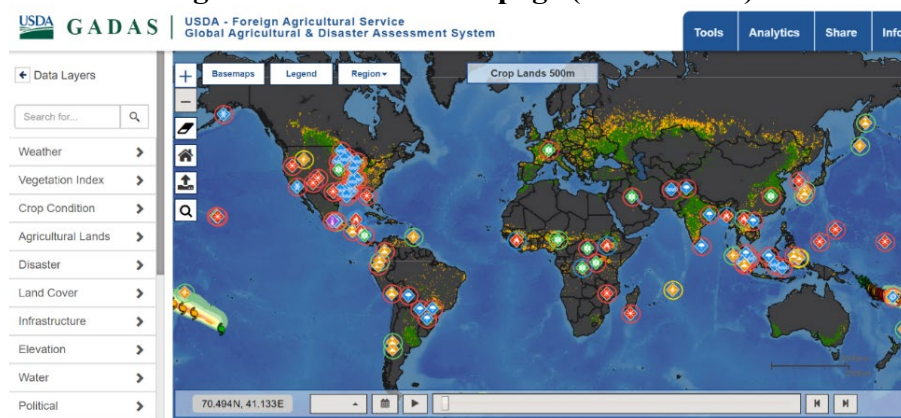 USDA GADAS
USDA - Foreign Agricultural Service
Global Agricultural & Disaster Assessment System
Tools Analytics Share
Data Layers
Basemaps Legend Region
Crop Lands 500m
Search for...
Weather
Vegetation Index
Crop Condition
Agricultural Lands
Disaster
Land Cover
Infrastructure
Elevation
Water
Political
70.494N, 41.133E